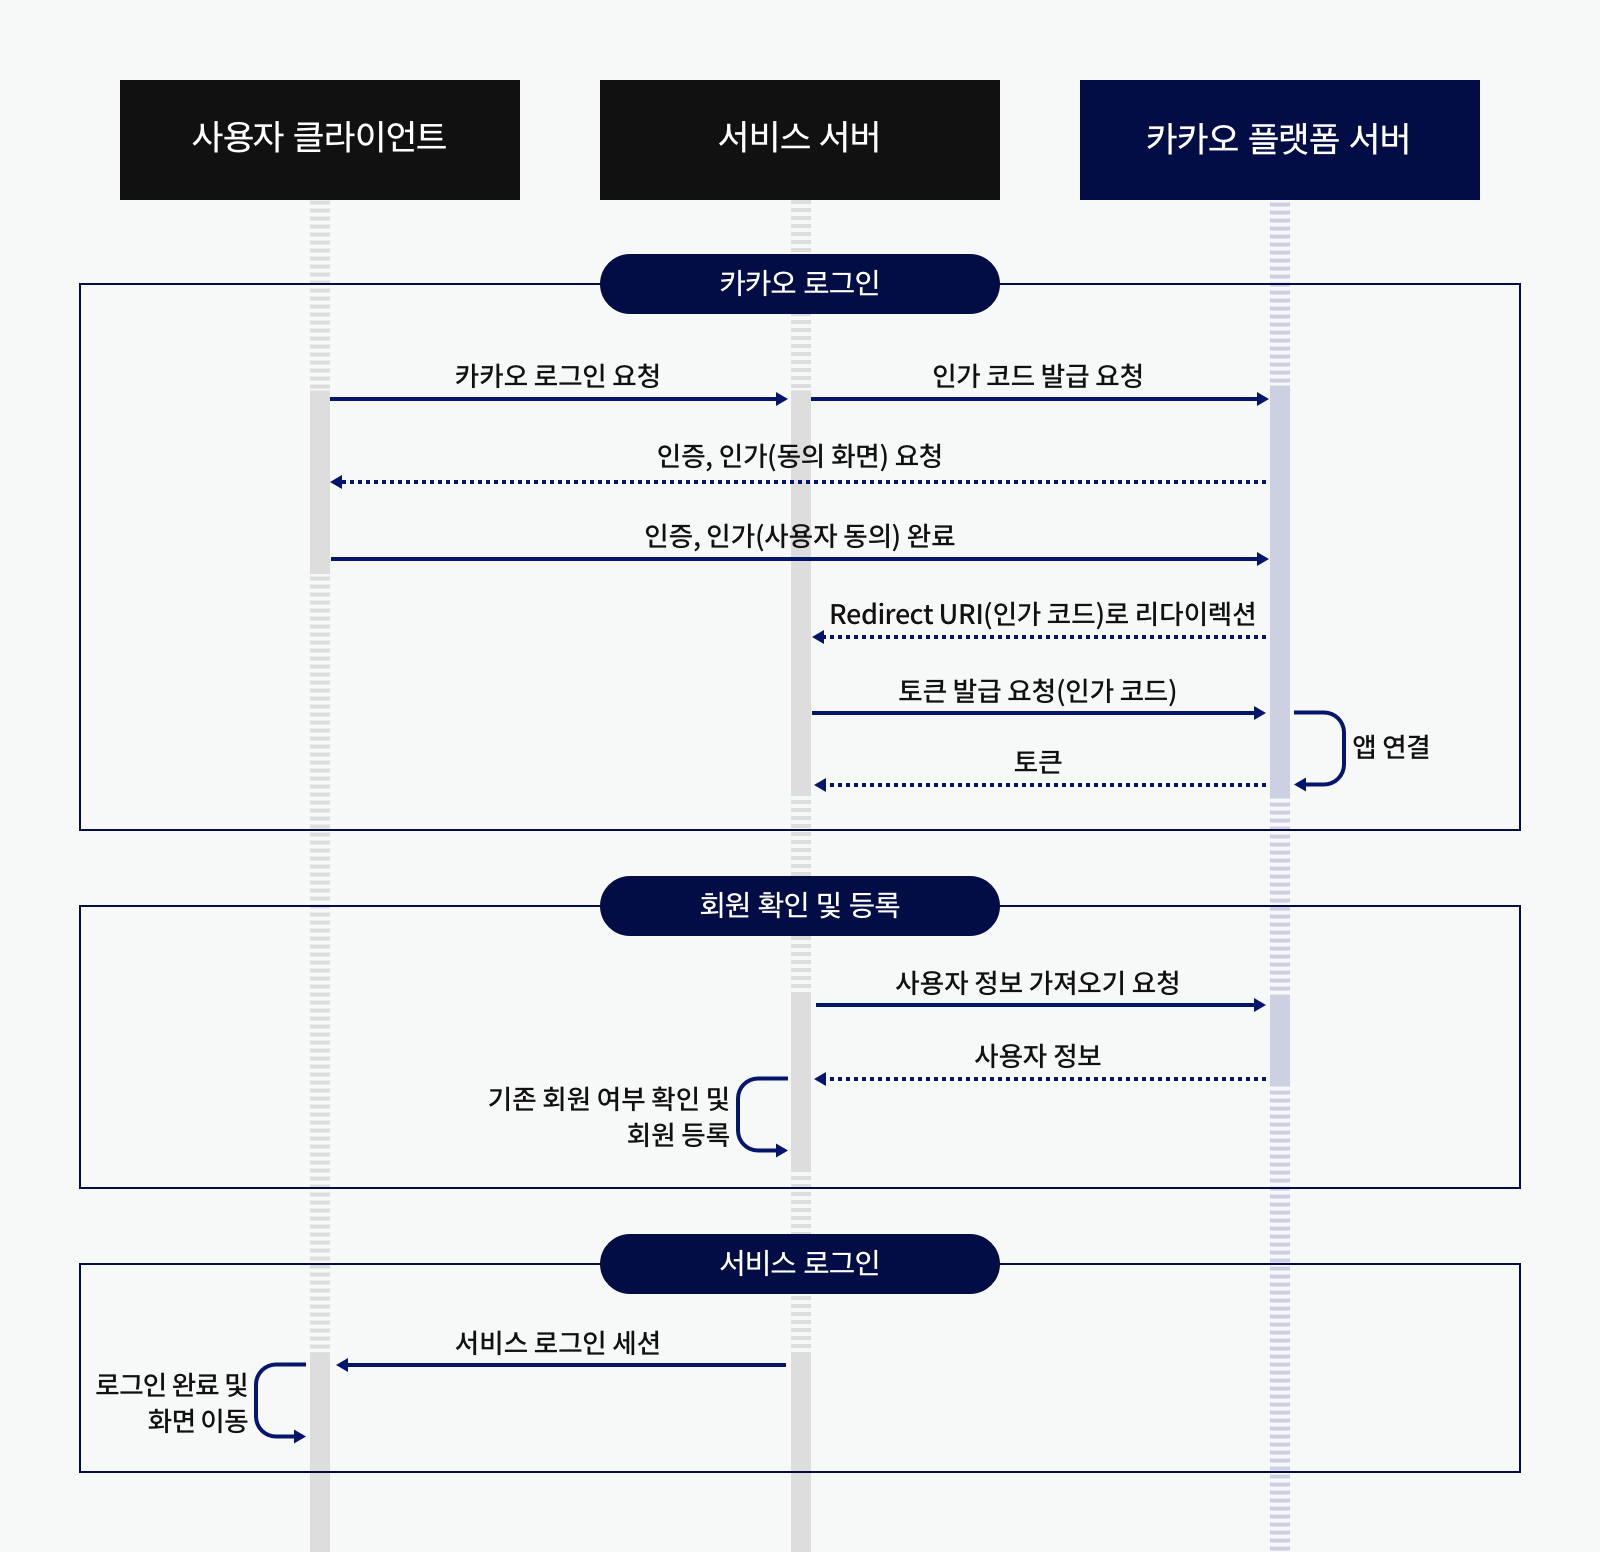 사용자 클라이언트
서비스 서버
카카오 플랫폼 서버
카카오 로그인
카카오 로그인 요청
인가 코드 발급 요청
인증, 인가(동의 화면) 요청
인증, 인가(사용자 동의) 완료
Redirect URI(인가 코드)로 리다이렉션
토큰 발급 요청(인가 코드)
앱 연결
토큰
회원 확인 및 등록
사용자 정보 가져오기 요청
사용자 정보
기존 회원 여부 확인 및
회원 등록
서비스 로그인
서비스 로그인 세션
로그인 완료 및
화면 이동